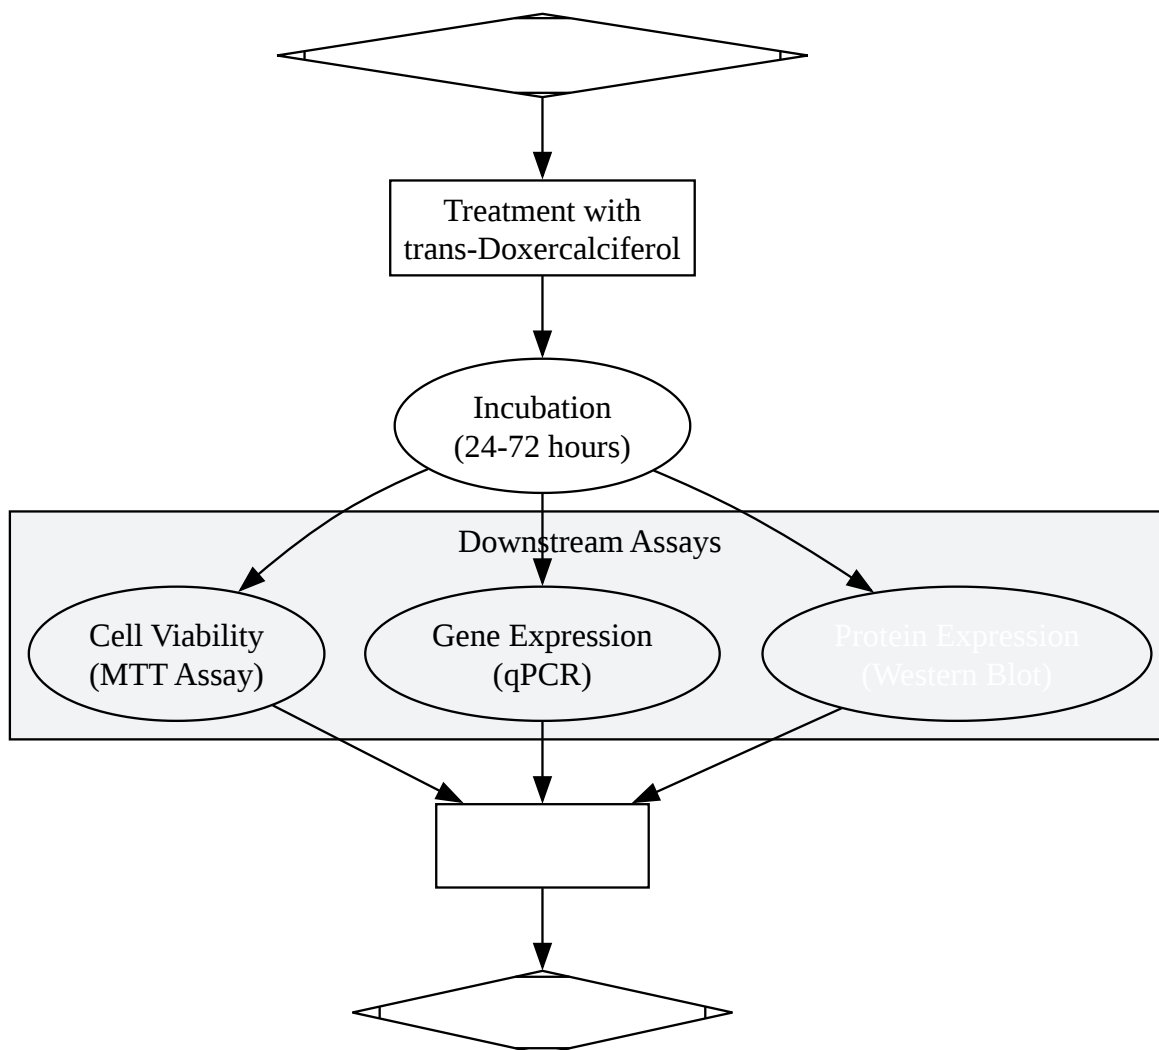 Treatment with
trans-Doxercalciferol
Incubation
(24-72 hours)
Downstream Assays
Cell Viability
(MTT Assay)
Gene Expression
(qPCR)
Protein Expression
(Western Blot)